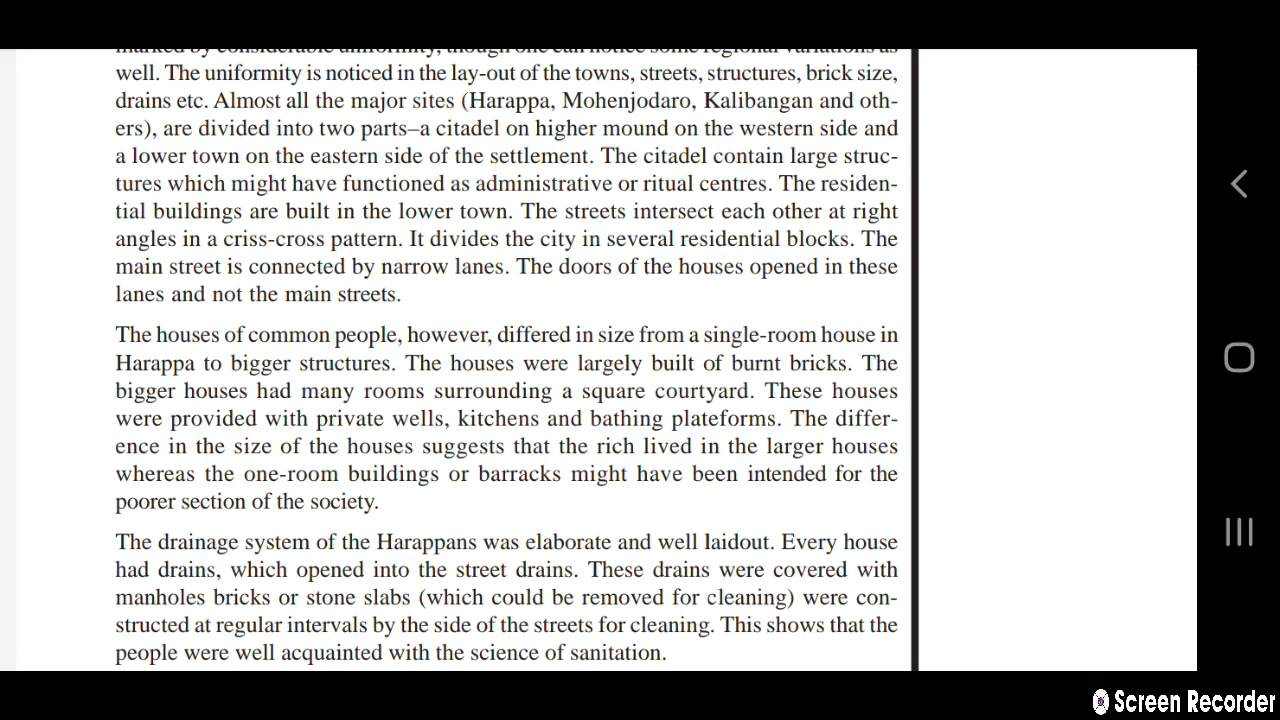 marked by considerable uniformity, though one can notice some regional variations as
well. The uniformity is noticed in the lay-out of the towns, streets, structures, brick size,
drains etc. Almost all the major sites (Harappa, Mohenjodaro, Kalibangan and oth-
ers), are divided into two parts–a citadel on higher mound on the western side and
a lower town on the eastern side of the settlement. The citadel contain large struc-
tures which might have functioned as administrative or ritual centres. The residen-
tial buildings are built in the lower town. The streets intersect each other at right
angles in a criss-cross pattern. It divides the city in several residential blocks. The
main street is connected by narrow lanes. The doors of the houses opened in these
lanes and not the main streets.
The houses of common people, however, differed in size from a single-room house in
Harappa to bigger structures. The houses were largely built of burnt bricks. The
bigger houses had many rooms surrounding a square courtyard. These houses
were provided with private wells, kitchens and bathing plateforms. The differ-
ence in the size of the houses suggests that the rich lived in the larger houses
whereas the one-room buildings or barracks might have been intended for the
poorer section of the society.
The drainage system of the Harappans was elaborate and well laidout. Every house
had drains, which opened into the street drains. These drains were covered with
manholes bricks or stone slabs (which could be removed for cleaning) were con-
structed at regular intervals by the side of the streets for cleaning. This shows that the
people were well acquainted with the science of sanitation.
Screen Recorder